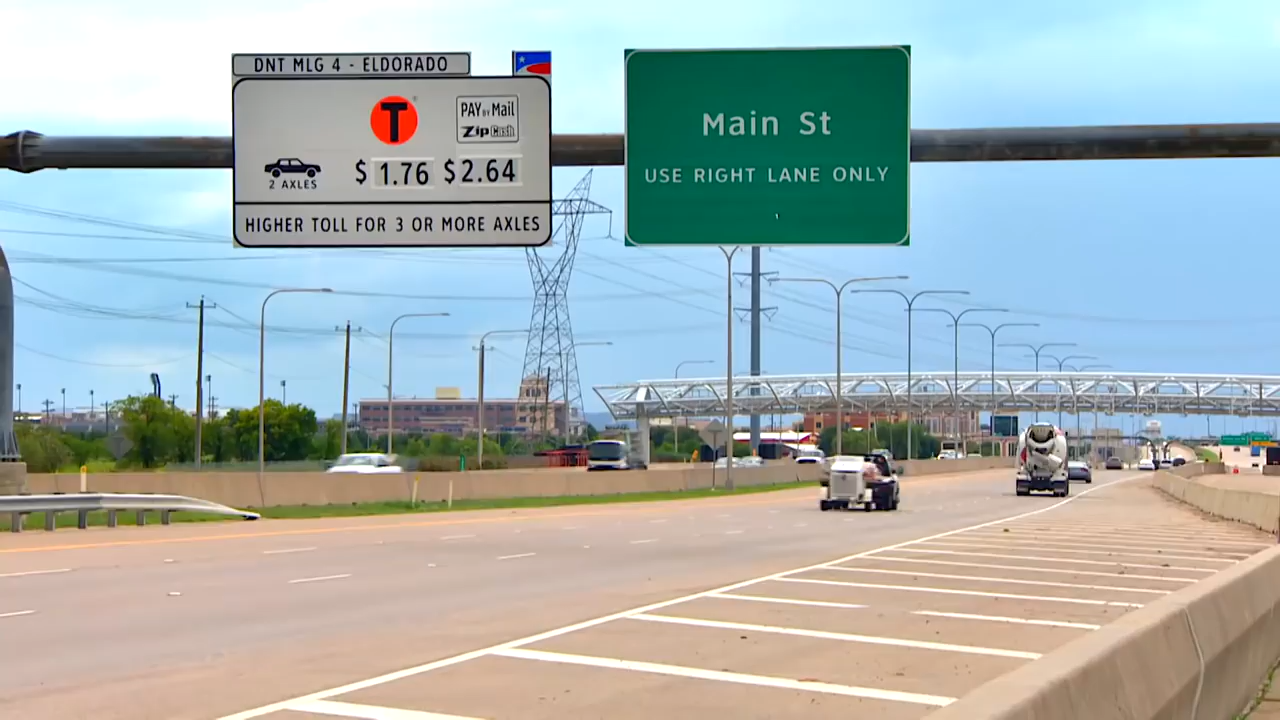 DNT MLG 4 - ELDORADO
T
PAY BY Mail
ZipCash
2 AXLES
$1.76 $2.64
HIGHER TOLL FOR 3 OR MORE AXLES
Main St
USE RIGHT LANE ONLY